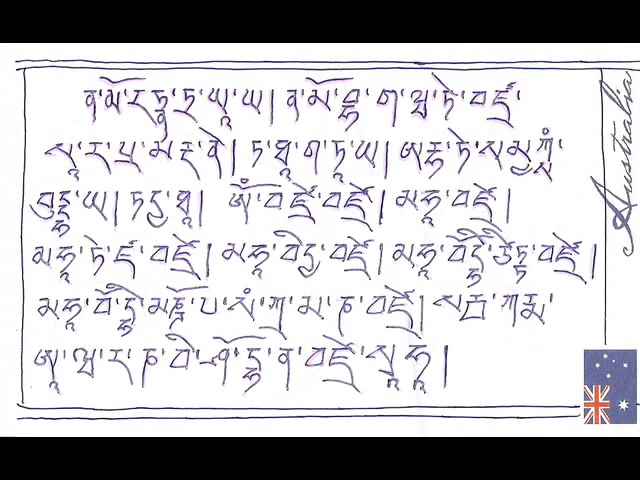 ན་མོ་རཏྣ་ཏྲ་ཡཱ་ཡ། ན་མོ་བྷ་ག་ཝ་ཏེ་བཛྲ་
སཱ་ར་པྲ་མརྡ་ནེ། ཏ་ཐཱ་ག་ཏཱ་ཡ། ཨརྷ་ཏེ་སམྱཀྶཾ་
བུདྡྷཱ་ཡ། ཏདྱ་ཐཱ། ཨོཾ་བཛྲེ་བཛྲེ། མཧཱ་བཛྲེ།
མཧཱ་ཏེ་ཛ་བཛྲེ། མཧཱ་བིདྱ་བཛྲེ། མཧཱ་བོདྷི་ཙིཏྟ་བཛྲེ།
མཧཱ་བོདྷི་མཎྜོ་པ་སཾ་ཀྲ་མ་ཎ་བཛྲེ། སརྦ་ཀརྨ་
ཨཱ་ཝ་ར་ཎ་བི་ཤོ་དྷ་ན་བཛྲེ་སྭཱ་ཧཱ།
Australia